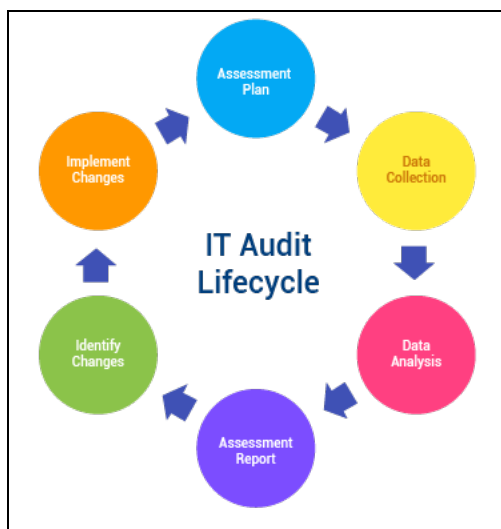 Assessment
Plan
Data
Collection
Data
Analysis
Assessment
Report
Identify
Changes
Implement
Changes
IT Audit
Lifecycle